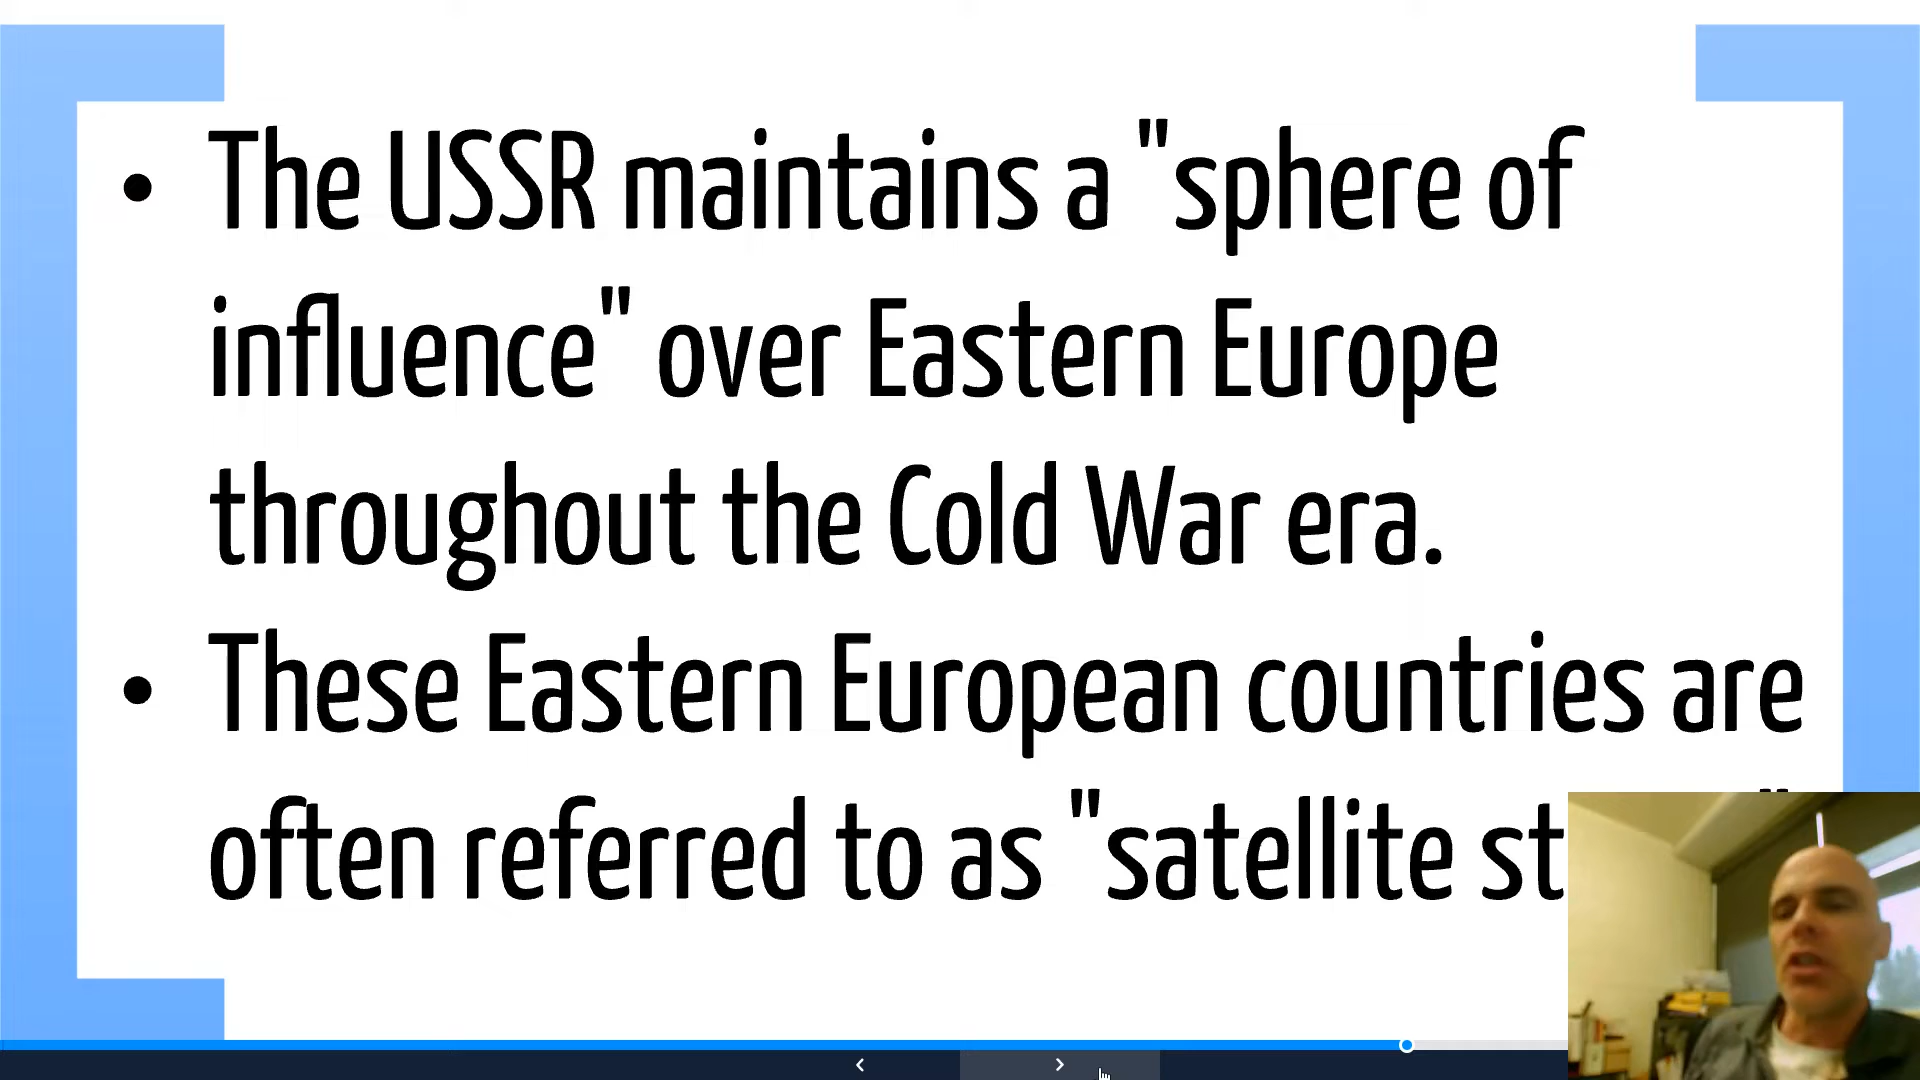 • The USSR maintains a "sphere of
influence" over Eastern Europe
throughout the Cold War era.
• These Eastern European countries are
often referred to as "satellite